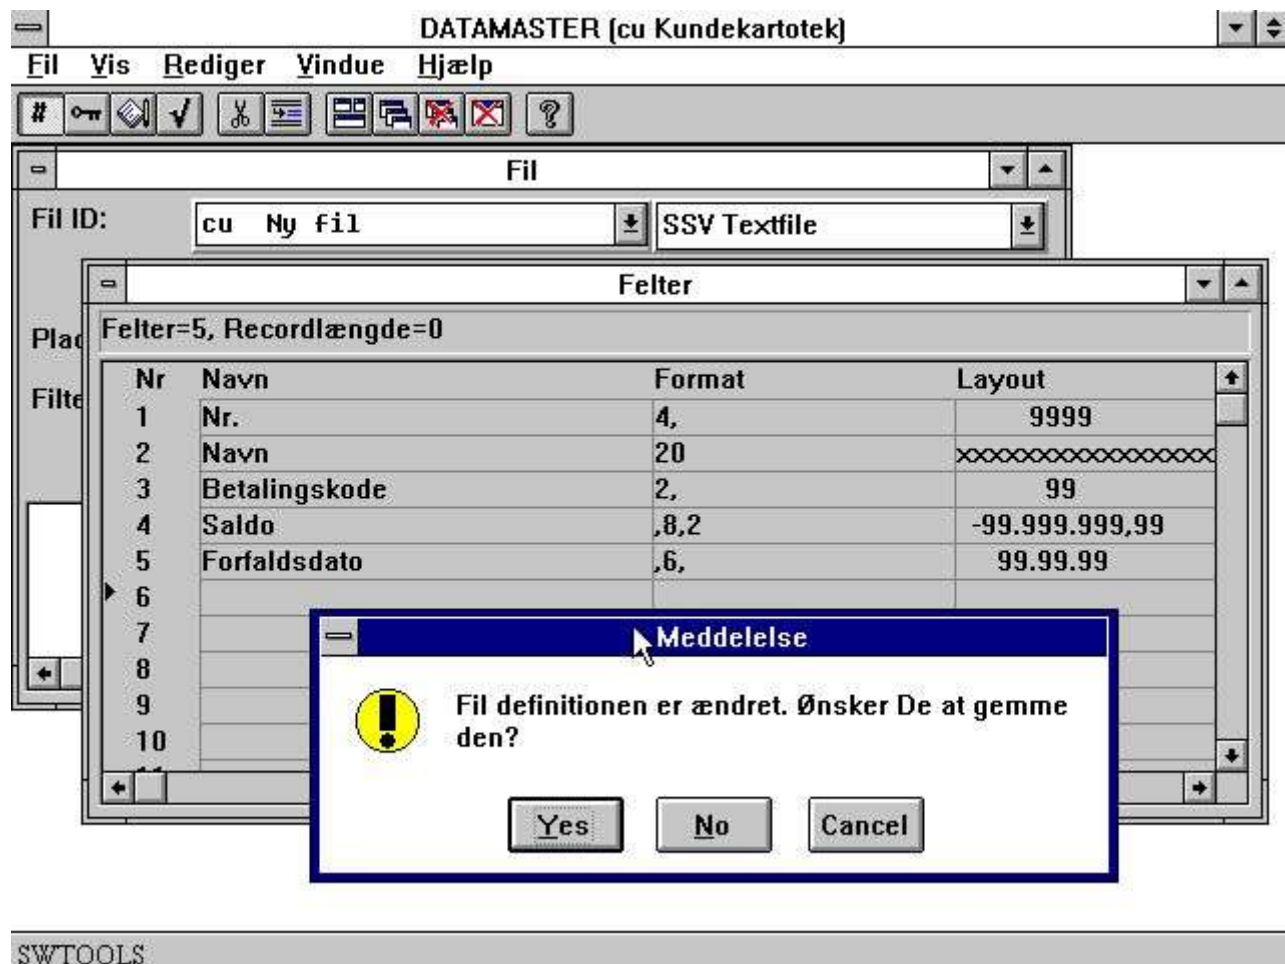 DATAMASTER (cu Kundekartotek)
Fil Vis Rediger Vindue Hjælp
#
Fil
Fil ID: cu Ny fil SSV Textfile
Felter
Felter=5, Recordlængde=0
Nr Navn Format Layout
1 Nr. 4, 9999
2 Navn 20 xxxxxxxxxxxxxxxxx
3 Betalingskode 2, 99
4 Saldo ,8,2 -99.999.999,99
5 Forfaldsdato ,6, 99.99.99
6
7
8
9
10
Meddelelse
Fil definitionen er ændret. Ønsker De at gemme
den?
Yes No Cancel
SWTOOLS